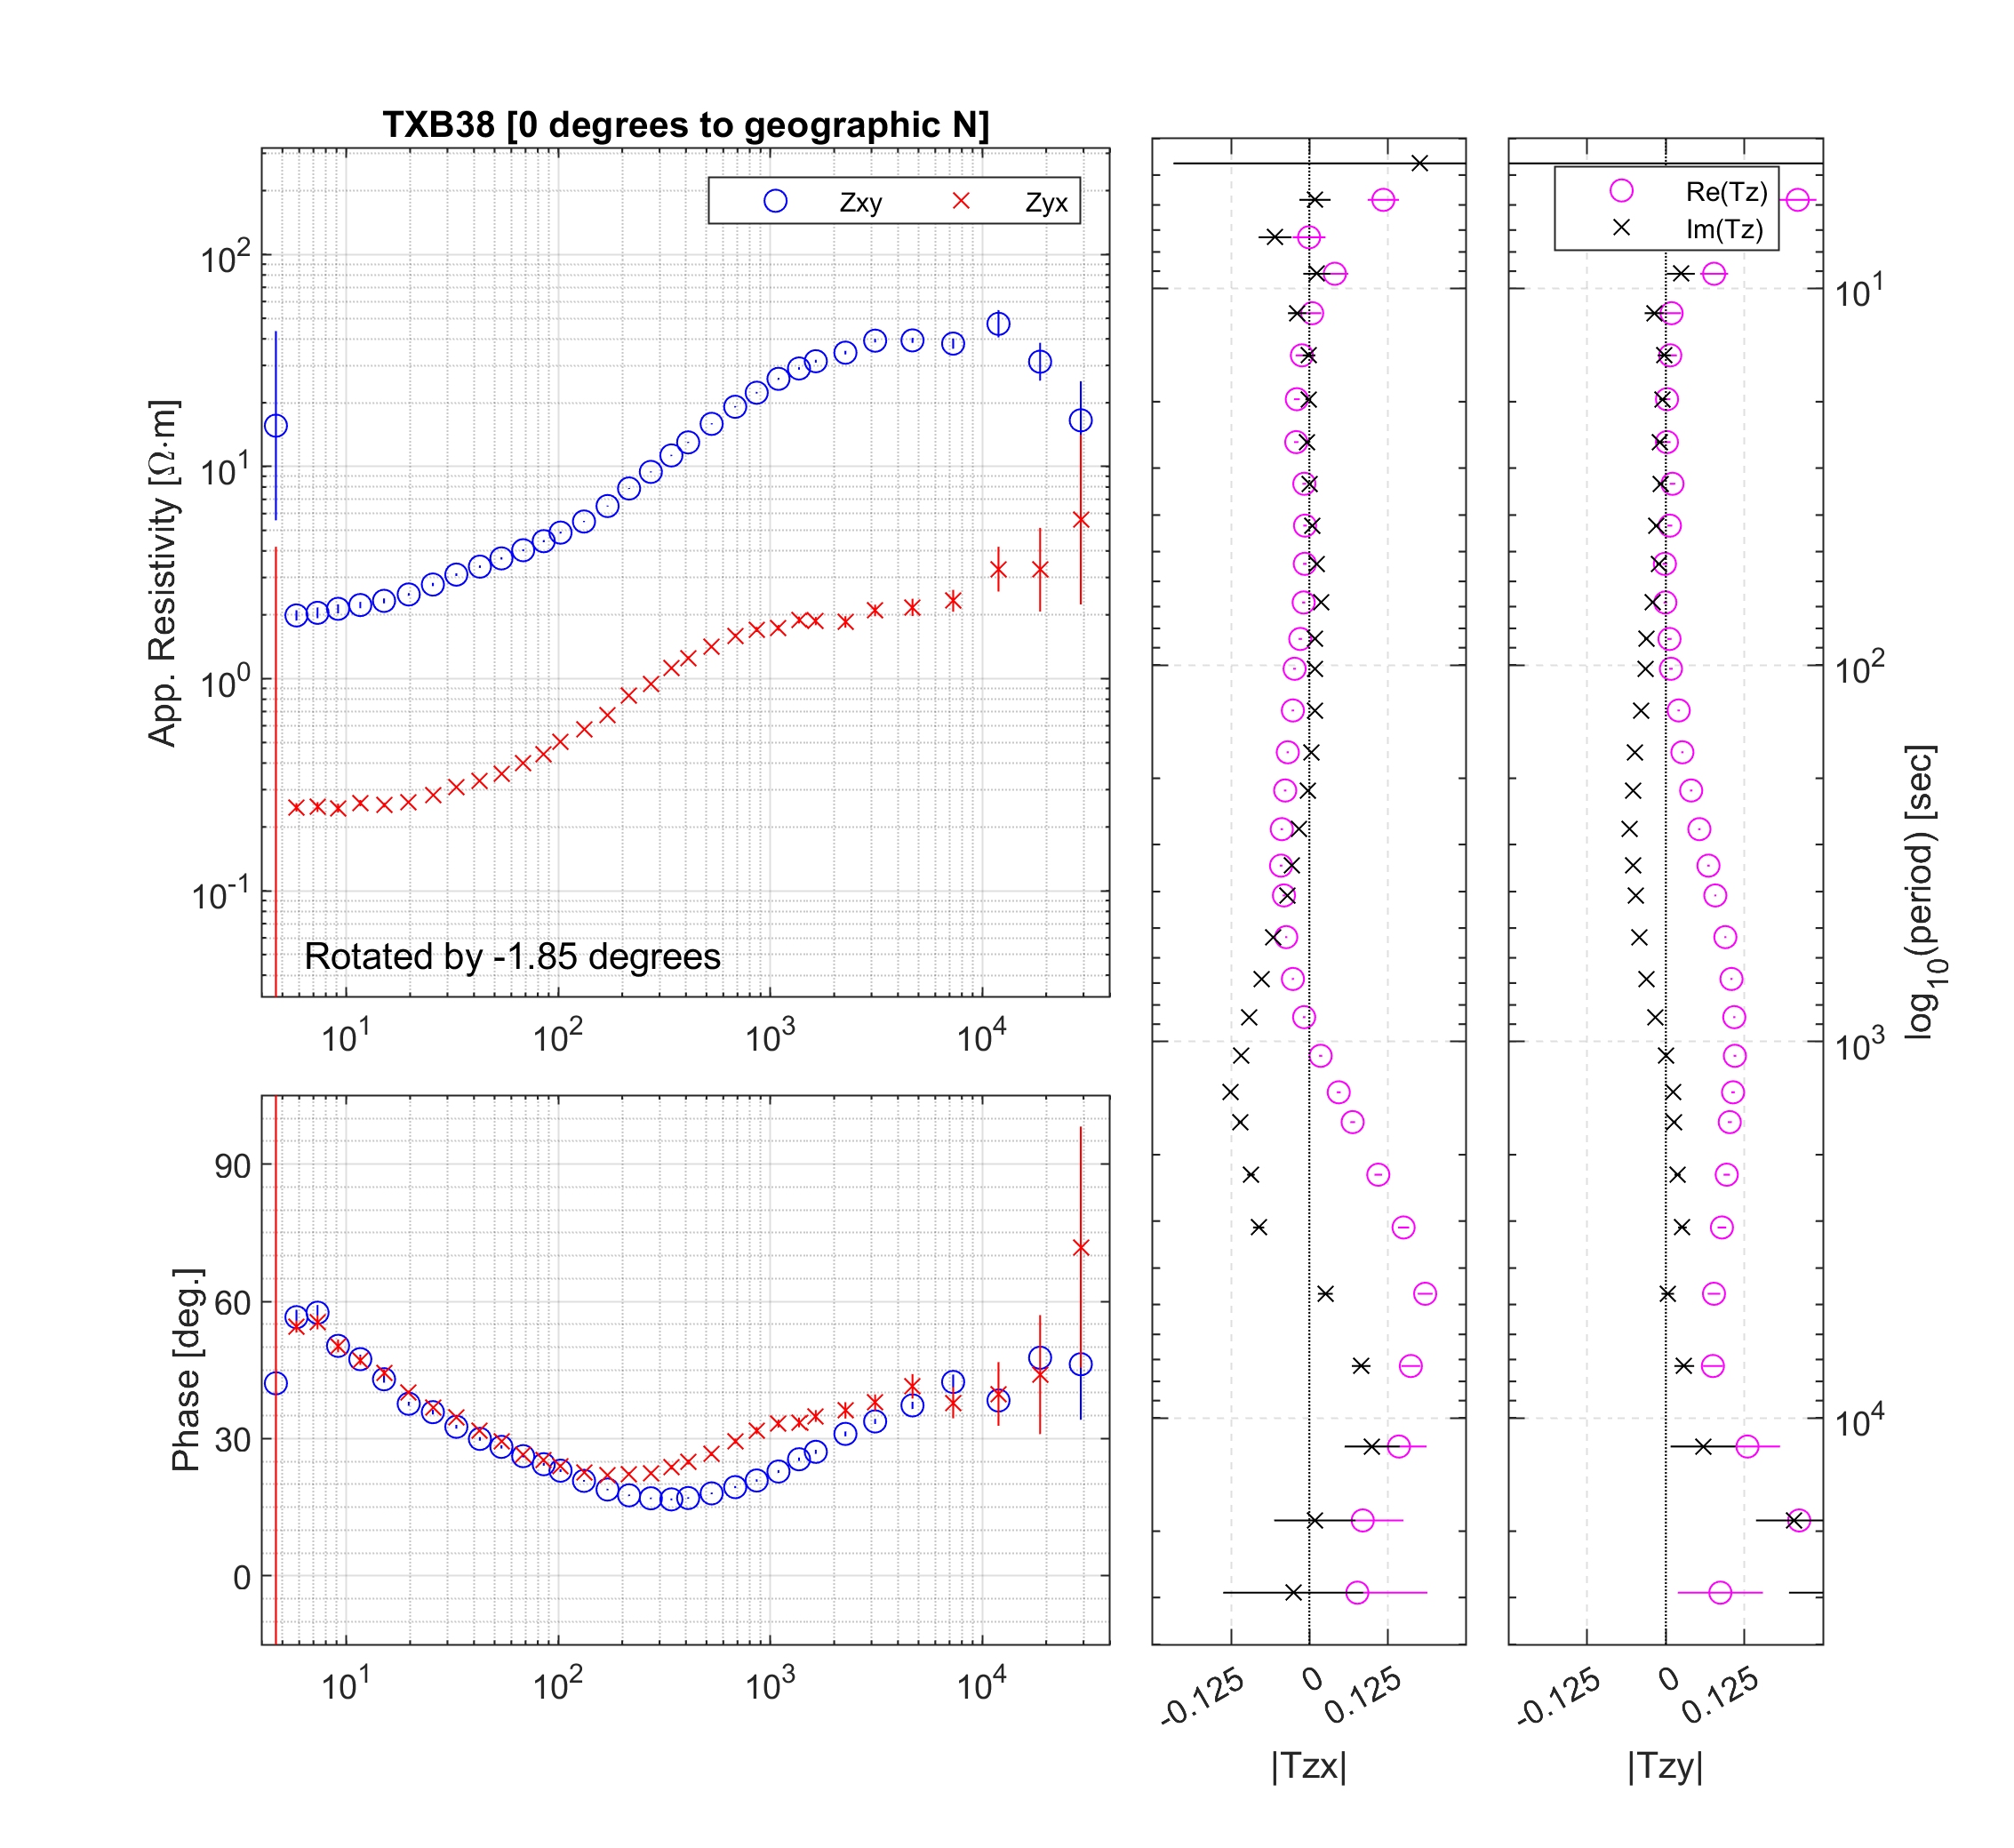 TXB38 [0 degrees to geographic N]
Zxy Zyx
App. Resistivity [Ω·m]
10^2
10^1
10^0
10^-1
Rotated by -1.85 degrees
10^1 10^2 10^3 10^4
Phase [deg.]
90
60
30
0
10^1 10^2 10^3 10^4
-0.125 0 0.125
|Tzx|
Re(Tz)
Im(Tz)
-0.125 0 0.125
|Tzy|
10^1
10^2
10^3
10^4
log10(period) [sec]